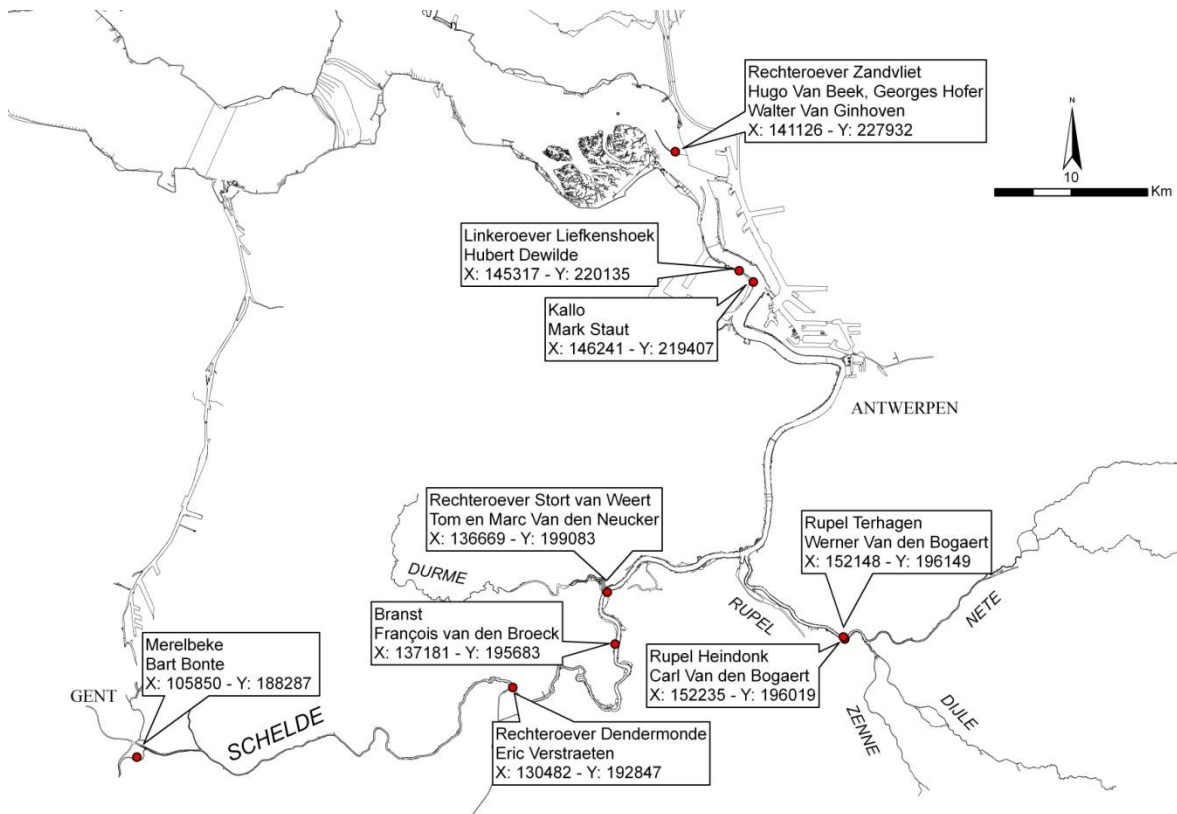 Rechteroever Zandvliet
Hugo Van Beek, Georges Hofer
Walter Van Ginhoven
X: 141126 - Y: 227932
N
10
Km
Linkeroever Liefkenshoek
Hubert Dewilde
X: 145317 - Y: 220135
Kallo
Mark Staut
X: 146241 - Y: 219407
ANTWERPEN
Rechteroever Stort van Weert
Tom en Marc Van den Neucker
X: 136669 - Y: 199083
Rupel Terhagen
Werner Van den Bogaert
X: 152148 - Y: 196149
DURME
RUPEL
NETE
Branst
François van den Broeck
X: 137181 - Y: 195683
Merelbeke
Bart Bonte
X: 105850 - Y: 188287
Rupel Heindonk
Carl Van den Bogaert
X: 152235 - Y: 196019
GENT
SCHELDE
ZENNE
DIJLE
Rechteroever Dendermonde
Eric Verstraeten
X: 130482 - Y: 192847